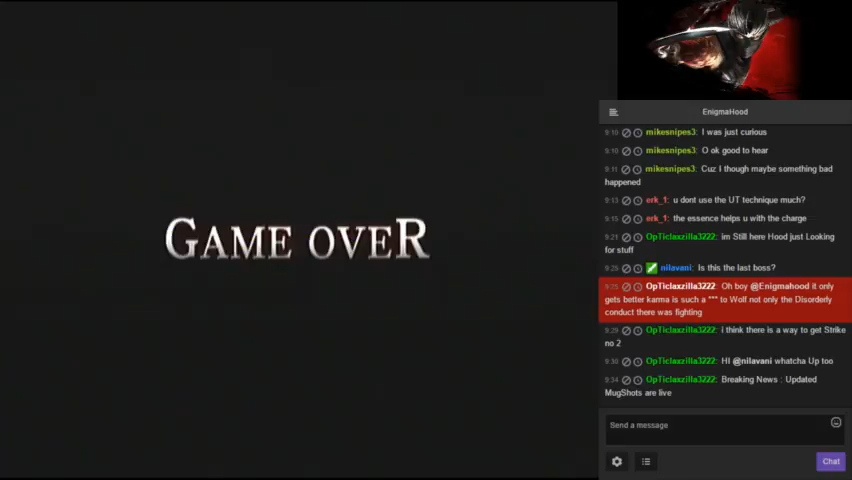 GAME OVER
EnigmaHood
9:10 mikesnipes3: I was just curious
9:10 mikesnipes3: O ok good to hear
9:11 mikesnipes3: Cuz I though maybe something bad
happened
9:13 erk_1: u dont use the UT technique much?
9:15 erk_1: the essence helps u with the charge
9:21 OpTiclaxzilla3222: im Still here Hood just Looking
for stuff
9:25 nilavani: Is this the last boss?
9:25 OpTiclaxzilla3222: Oh boy @Enigmahood it only
gets better karma is such a *** to Wolf not only the Disorderly
conduct there was fighting
9:29 OpTiclaxzilla3222: i think there is a way to get Strike
no 2
9:30 OpTiclaxzilla3222: HI @nilavani whatcha Up too
9:34 OpTiclaxzilla3222: Breaking News : Updated
MugShots are live
Send a message
Chat